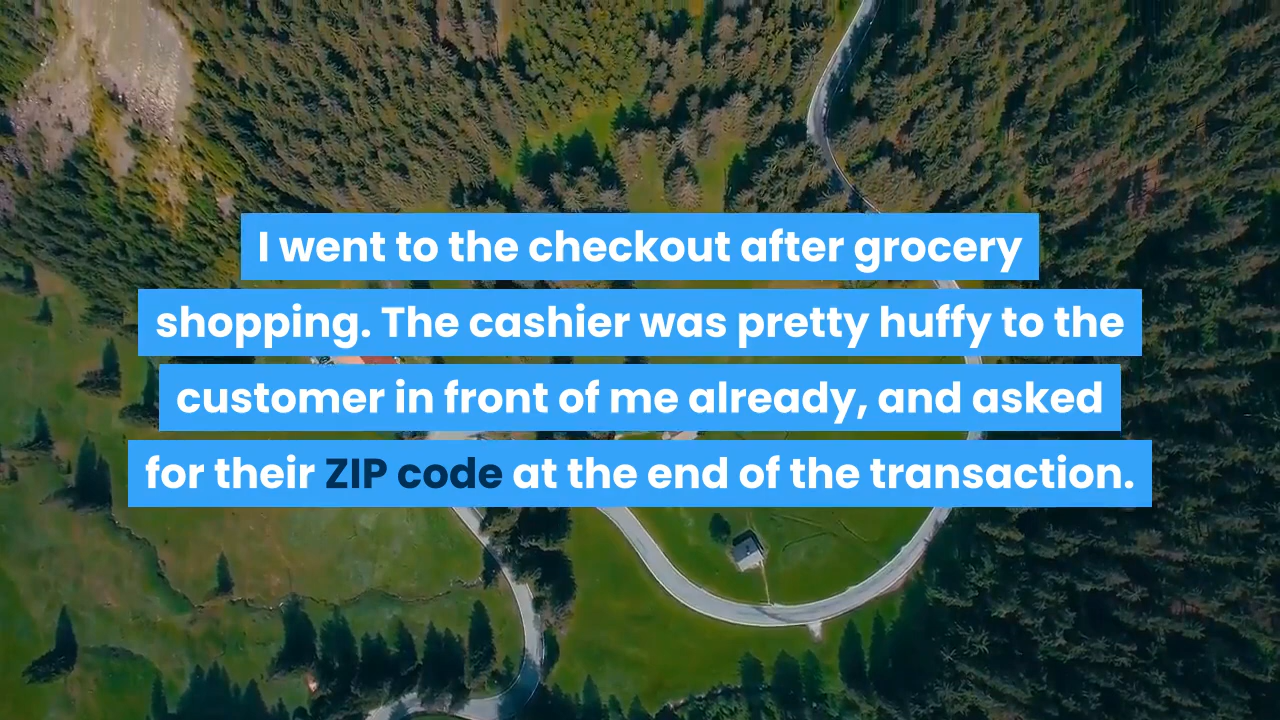 I went to the checkout after grocery
shopping. The cashier was pretty huffy to the
customer in front of me already, and asked
for their ZIP code at the end of the transaction.